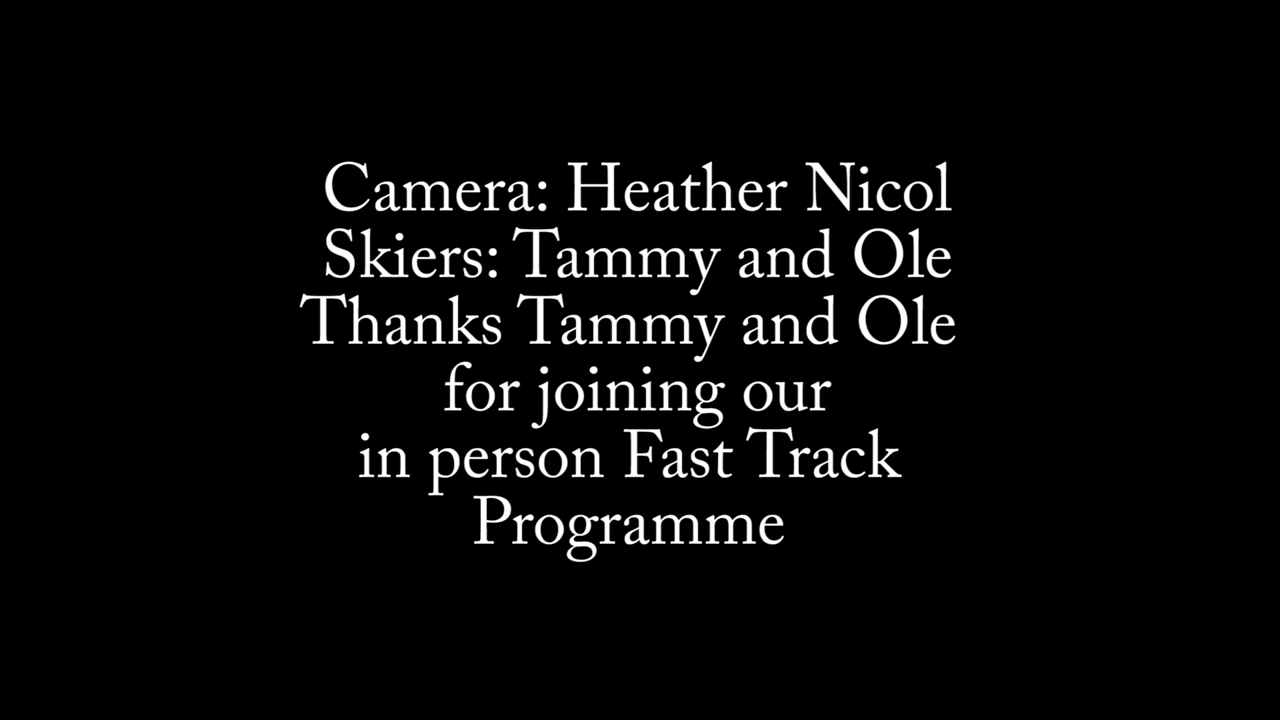 Camera: Heather Nicol
Skiers: Tammy and Ole
Thanks Tammy and Ole
for joining our
in person Fast Track
Programme